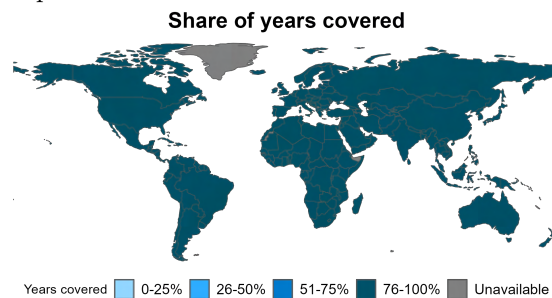 Share of years covered
Years covered 0-25% 26-50% 51-75% 76-100% Unavailable